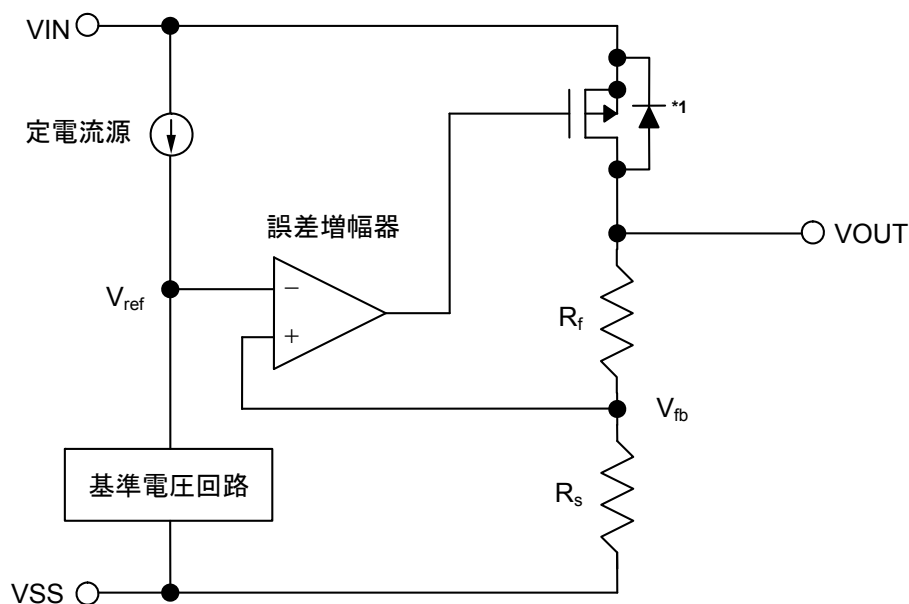 VIN
*1
定電流源
誤差増幅器
VOUT
Vref
−
Rf
+
Vfb
基準電圧回路
Rs
VSS